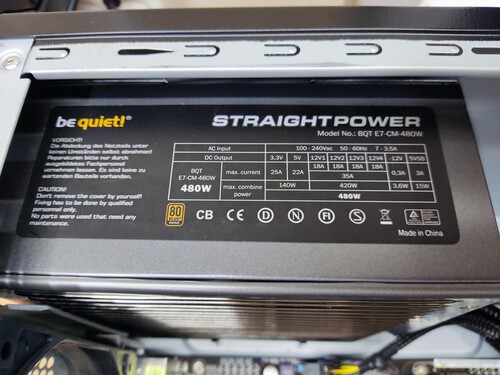 be quiet!®
STRAIGHTPOWER
Model No.: BQT E7-CM-480W
VORSICHT!
Die Abdeckung des Netzteils unter
keinen Umständen selbst abnehmen!
Reparaturen bitte nur durch
ausgebildetes Fachpersonal
vornehmen lassen. Es sind keine zu
wartenden Bauteile vorhanden.
CAUTION!
Don't remove the cover by yourself!
Fixing has to be done by qualified
personnel only.
No parts were used that need any
maintenance.
BQT
E7-CM-480W
480W
AC Input 100 - 240Vac 50 - 60Hz 7 - 3,5A
DC Output 3,3V 5V 12V1 12V2 12V3 12V4 -12V 5VSB
max. current 25A 22A 18A 18A 18A 18A 0,3A 3A
35A
max. combine power 140W 420W 3,6W 15W
480W
80 PLUS
CB CE D N FI
Made in China